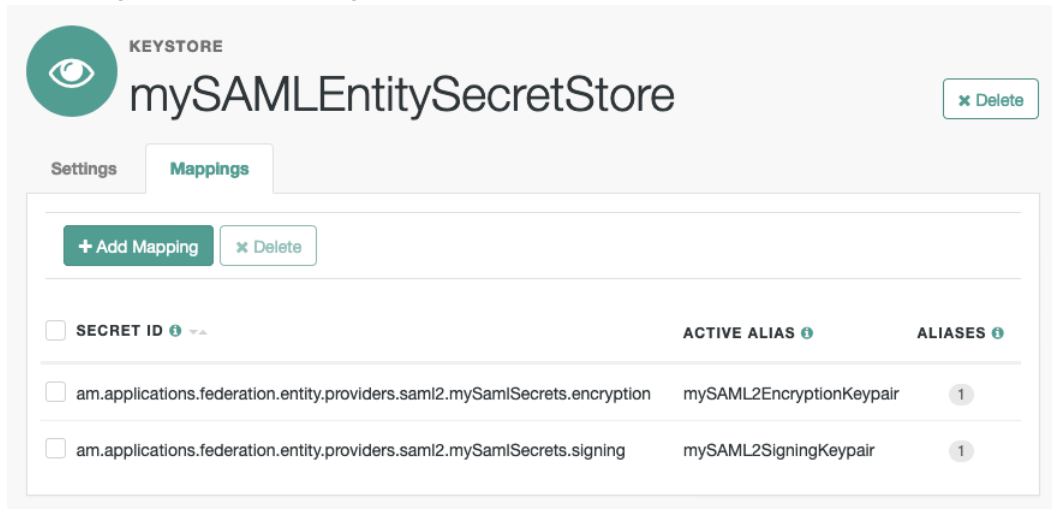 KEYSTORE
mySAMLEntitySecretStore
Delete
Settings Mappings
+ Add Mapping Delete
SECRET ID ACTIVE ALIAS ALIASES
am.applications.federation.entity.providers.saml2.mySamlSecrets.encryption mySAML2EncryptionKeypair 1
am.applications.federation.entity.providers.saml2.mySamlSecrets.signing mySAML2SigningKeypair 1